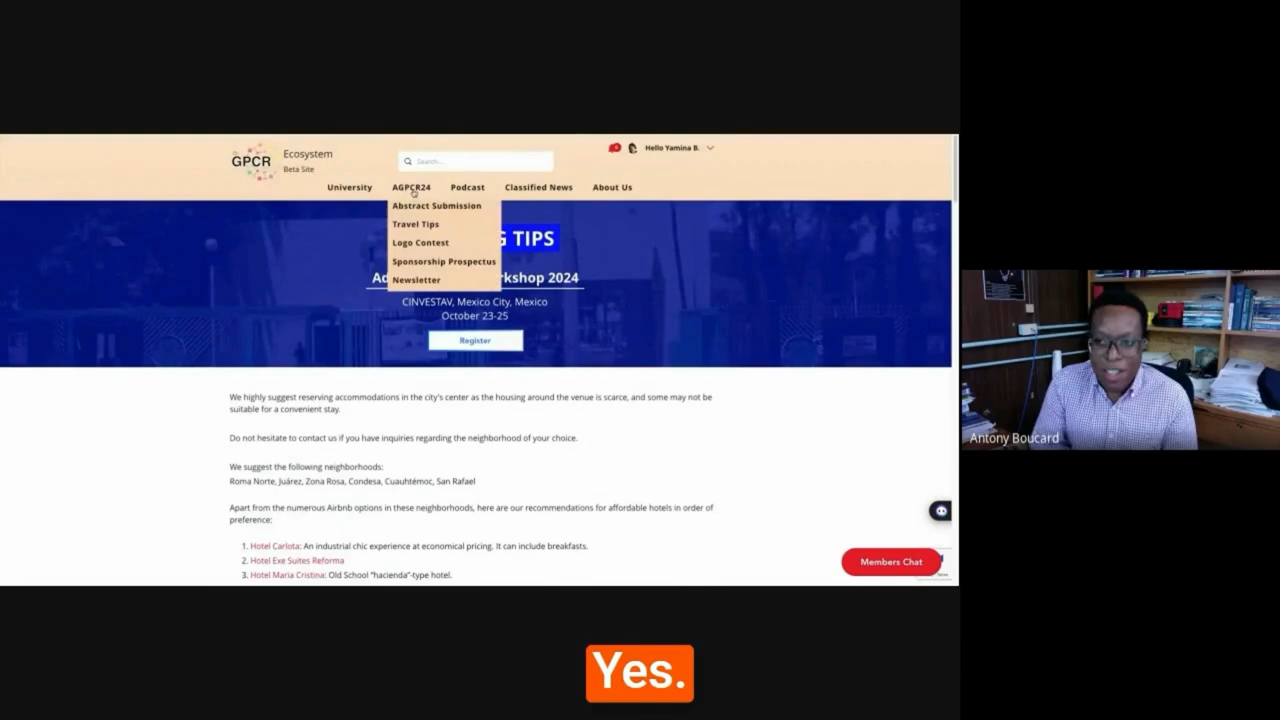 GPCR
Ecosystem
Beta Site
Search...
Hello Yamina B.
University
AGPCR24
Podcast
Classified News
About Us
Abstract Submission
Travel Tips
Logo Contest
Sponsorship Prospectus
Newsletter
TIPS
Ad
kshop 2024
CINVESTAV, Mexico City, Mexico
October 23-25
Register
We highly suggest reserving accommodations in the city's center as the housing around the venue is scarce, and some may not be
suitable for a convenient stay.
Do not hesitate to contact us if you have inquiries regarding the neighborhood of your choice.
We suggest the following neighborhoods:
Roma Norte, Juárez, Zona Rosa, Condesa, Cuauhtémoc, San Rafael
Apart from the numerous Airbnb options in these neighborhoods, here are our recommendations for affordable hotels in order of
preference:
1. Hotel Carlota: An industrial chic experience at economical pricing. It can include breakfasts.
2. Hotel Exe Suites Reforma
3. Hotel Maria Cristina: Old School "hacienda"-type hotel.
Members Chat
Antony Boucard
Yes.